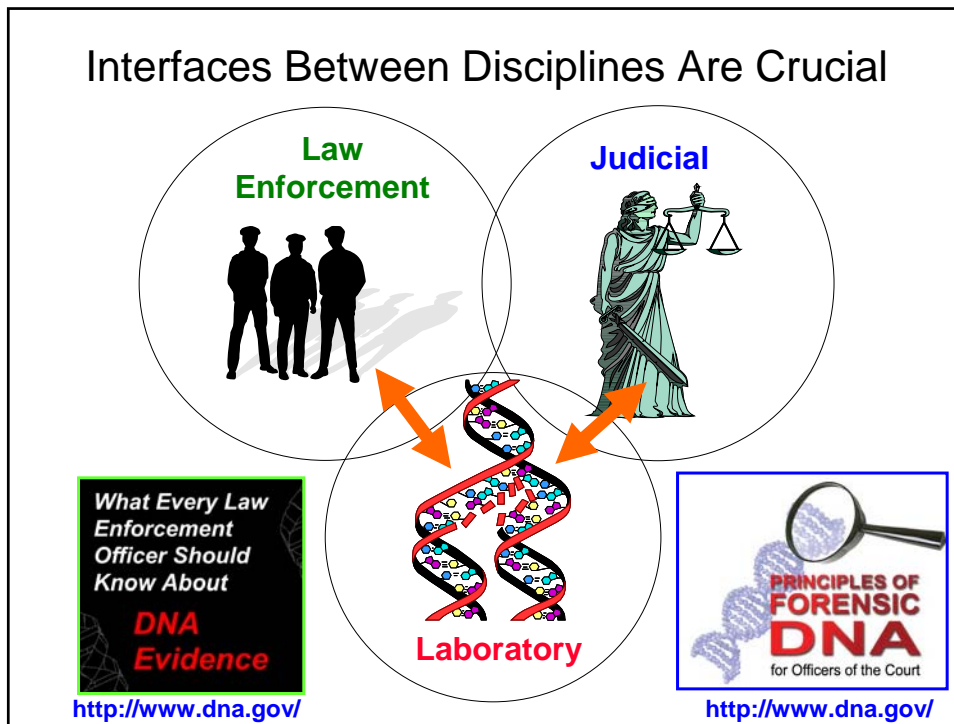 Interfaces Between Disciplines Are Crucial
Law
Enforcement
Judicial
What Every Law
Enforcement
Officer Should
Know About
DNA
Evidence
http://www.dna.gov/
Laboratory
PRINCIPLES OF
FORENSIC
DNA
for Officers of the Court
http://www.dna.gov/